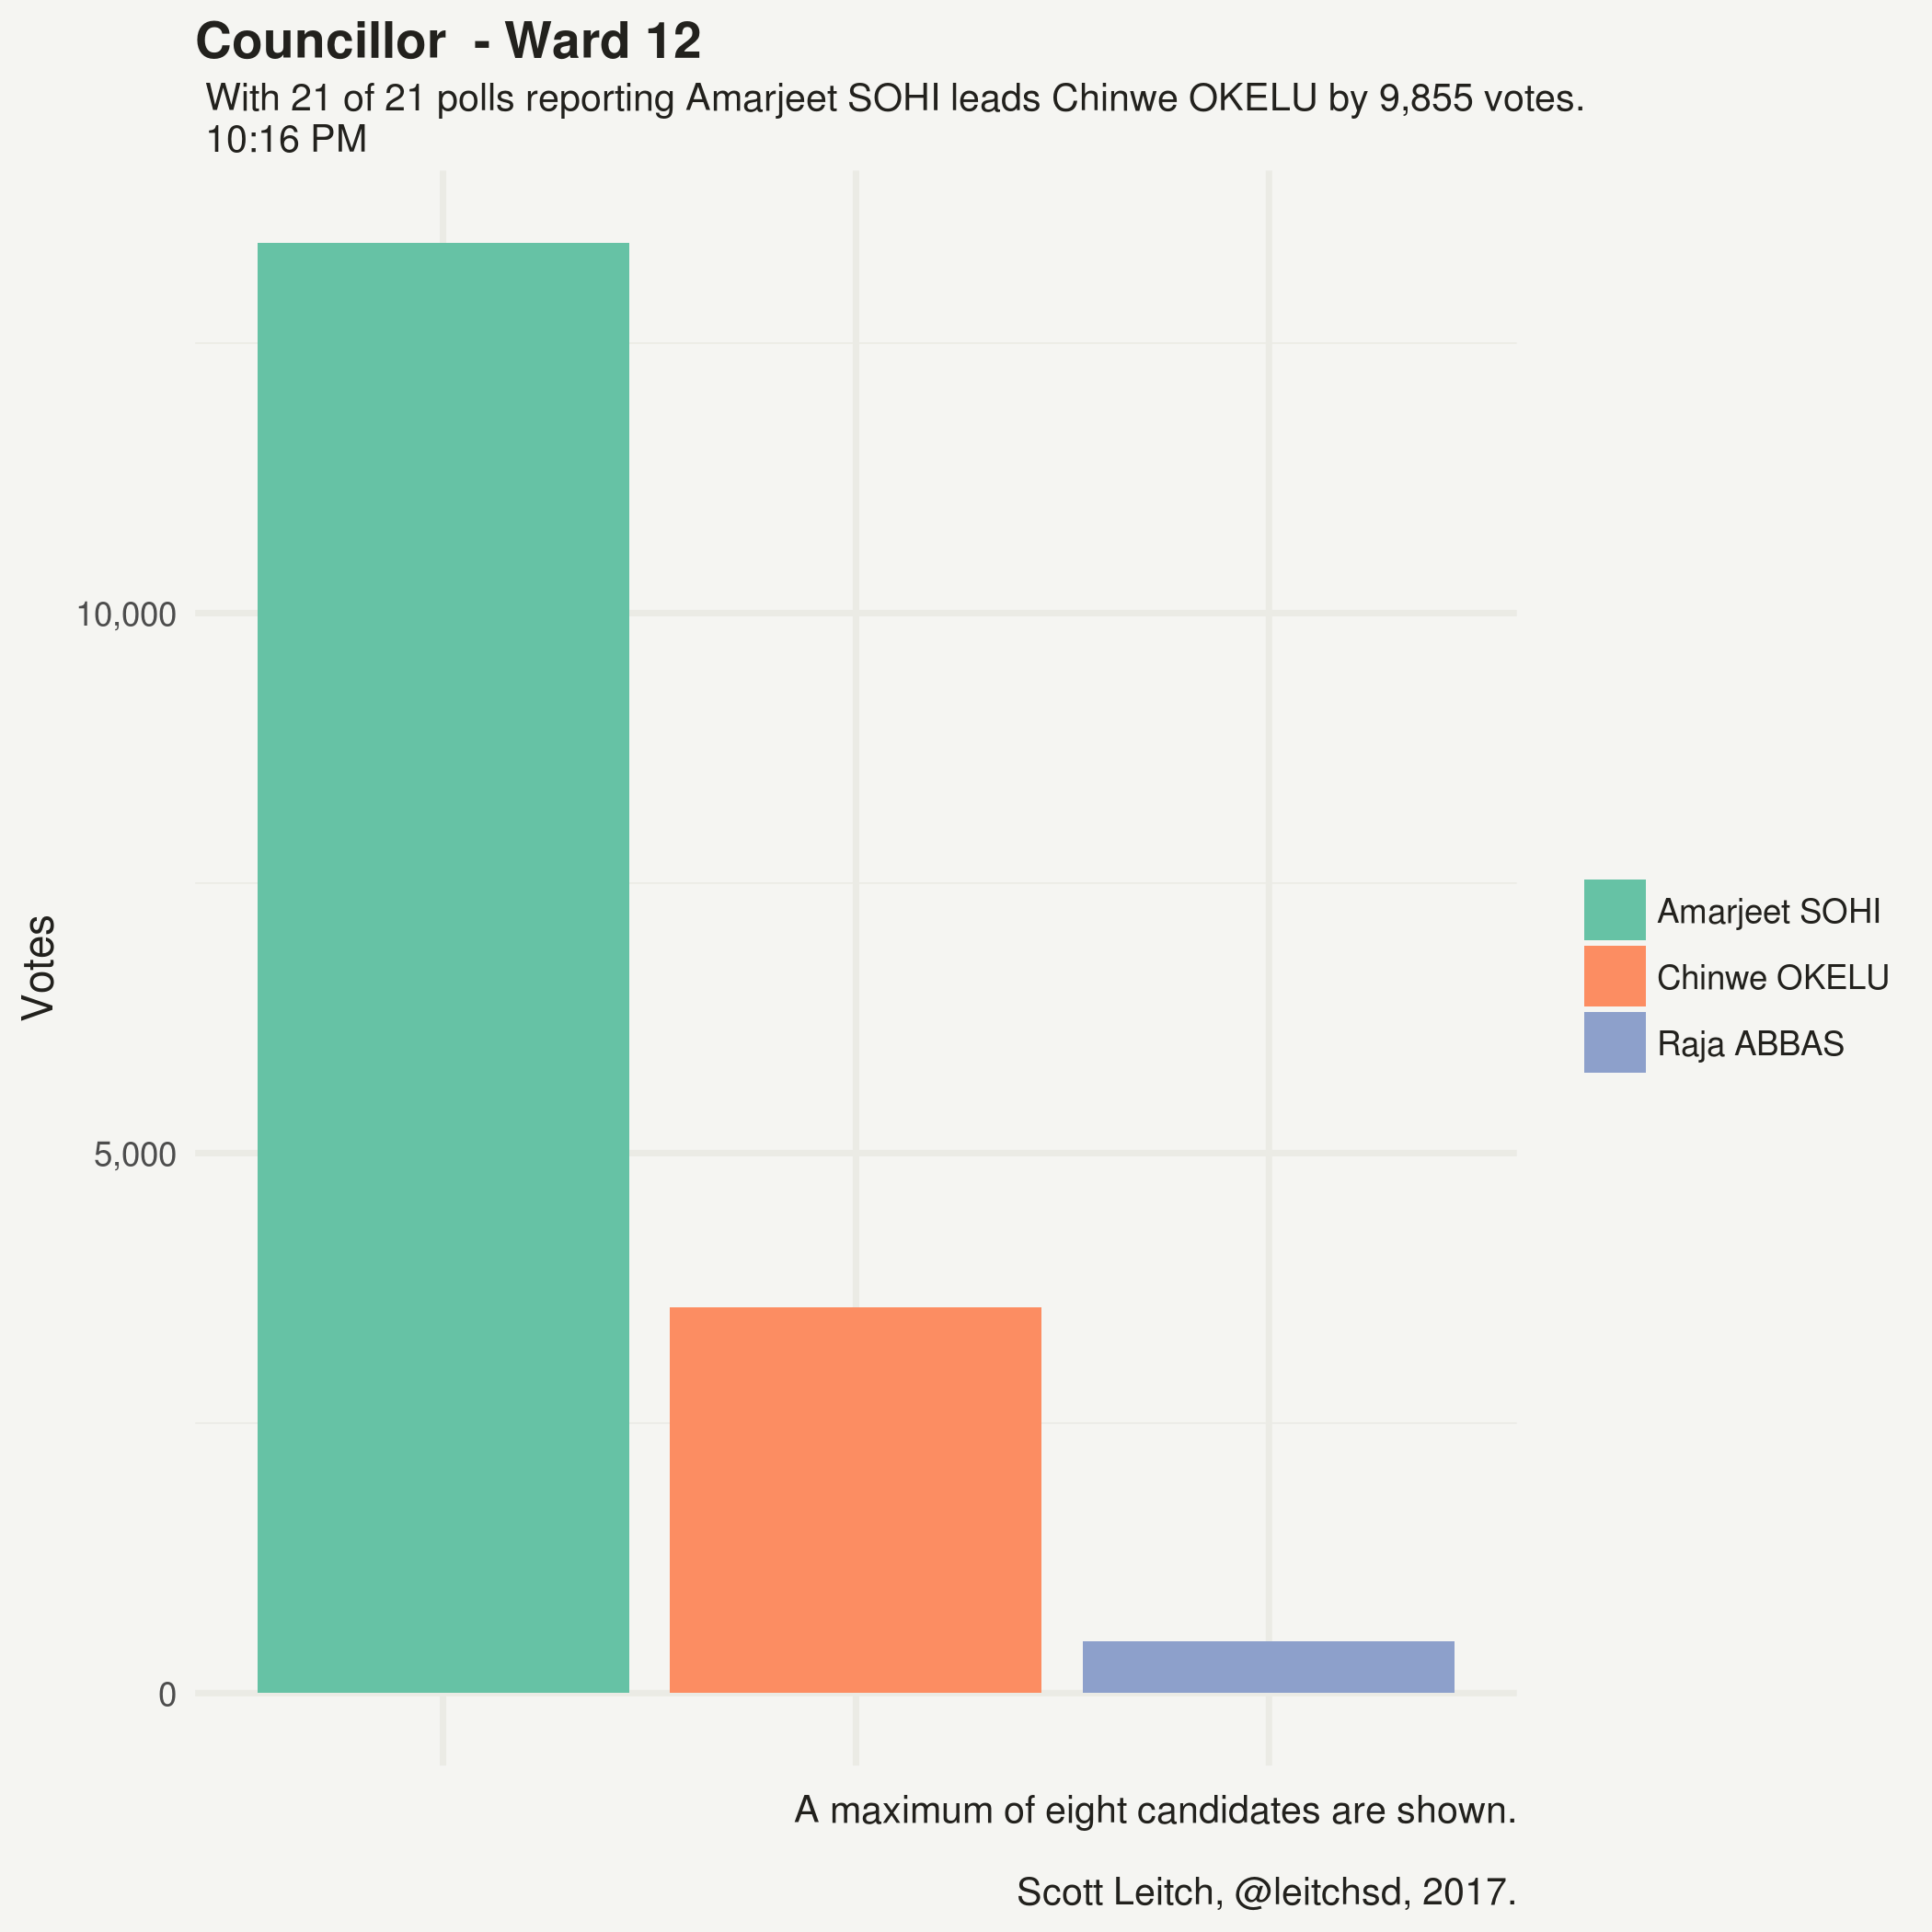 Councillor  - Ward 12
With 21 of 21 polls reporting Amarjeet SOHI leads Chinwe OKELU by 9,855 votes.
10:16 PM
Votes
10,000
5,000
0
Amarjeet SOHI
Chinwe OKELU
Raja ABBAS
A maximum of eight candidates are shown.
Scott Leitch, @leitchsd, 2017.